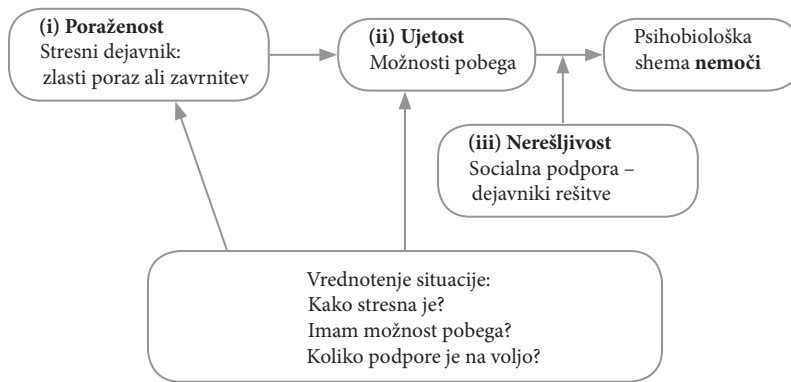 (i) Poraženost
Stresni dejavnik:
zlasti poraz ali zavrnitev
(ii) Ujetost
Možnosti pobega
Psihobiološka
shema nemoči
(iii) Nerešljivost
Socialna podpora –
dejavniki rešitve
Vrednotenje situacije:
Kako stresna je?
Imam možnost pobega?
Koliko podpore je na voljo?